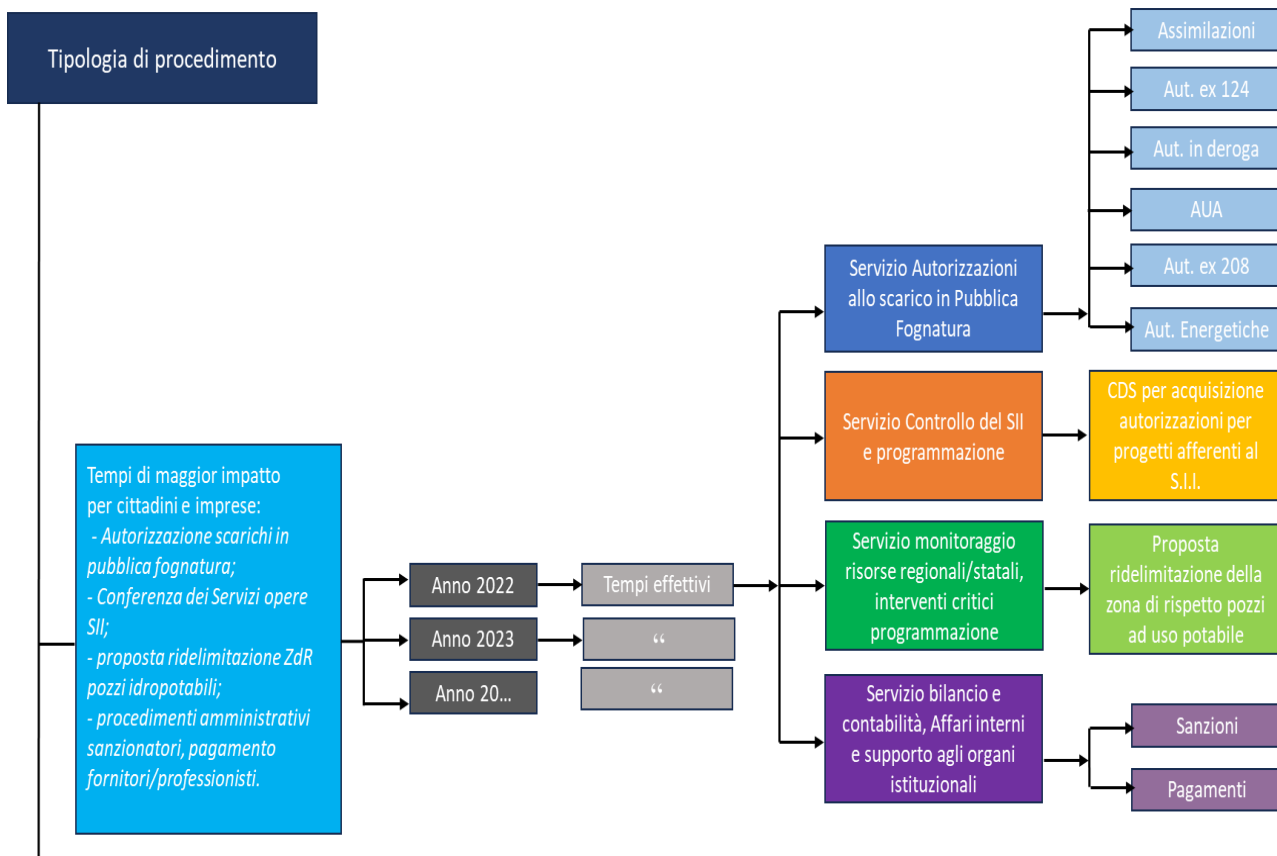 Tipologia di procedimento
Tempi di maggior impatto
per cittadini e imprese:
- Autorizzazione scarichi in
pubblica fognatura;
- Conferenza dei Servizi opere
SII;
- proposta ridelimitazione ZdR
pozzi idropotabili;
- procedimenti amministrativi
sanzionatori, pagamento
fornitori/professionisti.
Anno 2022
Anno 2023
Anno 20...
Tempi effettivi
“
“
Servizio Autorizzazioni
allo scarico in Pubblica
Fognatura
Assimilazioni
Aut. ex 124
Aut. in deroga
AUA
Aut. ex 208
Aut. Energetiche
Servizio Controllo del SII
e programmazione
CDS per acquisizione
autorizzazioni per
progetti afferenti al
S.I.I.
Servizio monitoraggio
risorse regionali/statali,
interventi critici
programmazione
Proposta
ridelimitazione della
zona di rispetto pozzi
ad uso potabile
Servizio bilancio e
contabilità, Affari interni
e supporto agli organi
istituzionali
Sanzioni
Pagamenti